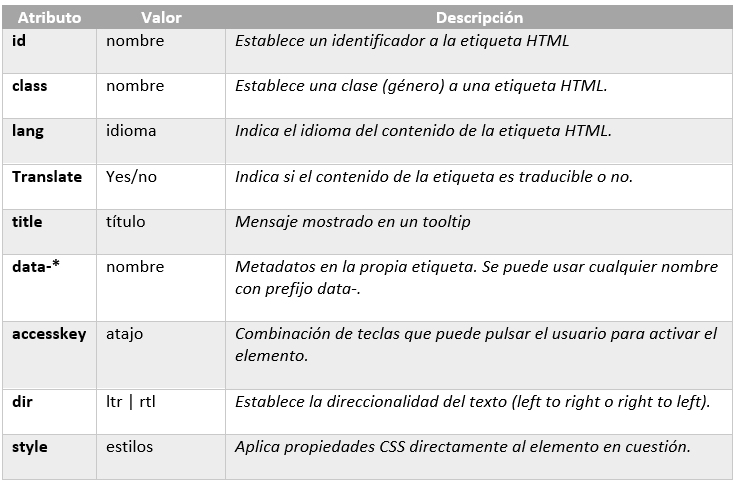 Atributo Valor Descripción
id nombre Establece un identificador a la etiqueta HTML
class nombre Establece una clase (género) a una etiqueta HTML.
lang idioma Indica el idioma del contenido de la etiqueta HTML.
Translate Yes/no Indica si el contenido de la etiqueta es traducible o no.
title título Mensaje mostrado en un tooltip
data-* nombre Metadatos en la propia etiqueta. Se puede usar cualquier nombre
con prefijo data-.
accesskey atajo Combinación de teclas que puede pulsar el usuario para activar el
elemento.
dir ltr | rtl Establece la direccionalidad del texto (left to right o right to left).
style estilos Aplica propiedades CSS directamente al elemento en cuestión.